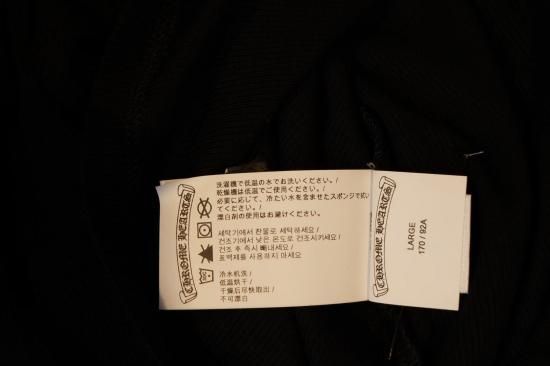 CHROME HEARTS
洗濯機で低温の水でお洗いください。/
乾燥機は低温でご使用ください。/
必要に応じて、冷たい水を含ませたスポンジで拭い
てください。/
漂白剤の使用はお避けください。
세탁기에서 찬물로 세탁하세요 /
건조기에서 낮은 온도로 건조시키세요 /
건조 후 즉시 빼내세요 /
표백제를 사용하지 마세요
冷水机洗 /
低温烘干 /
干燥后尽快取出 /
不可漂白
CHROME HEARTS
LARGE
170 / 92A